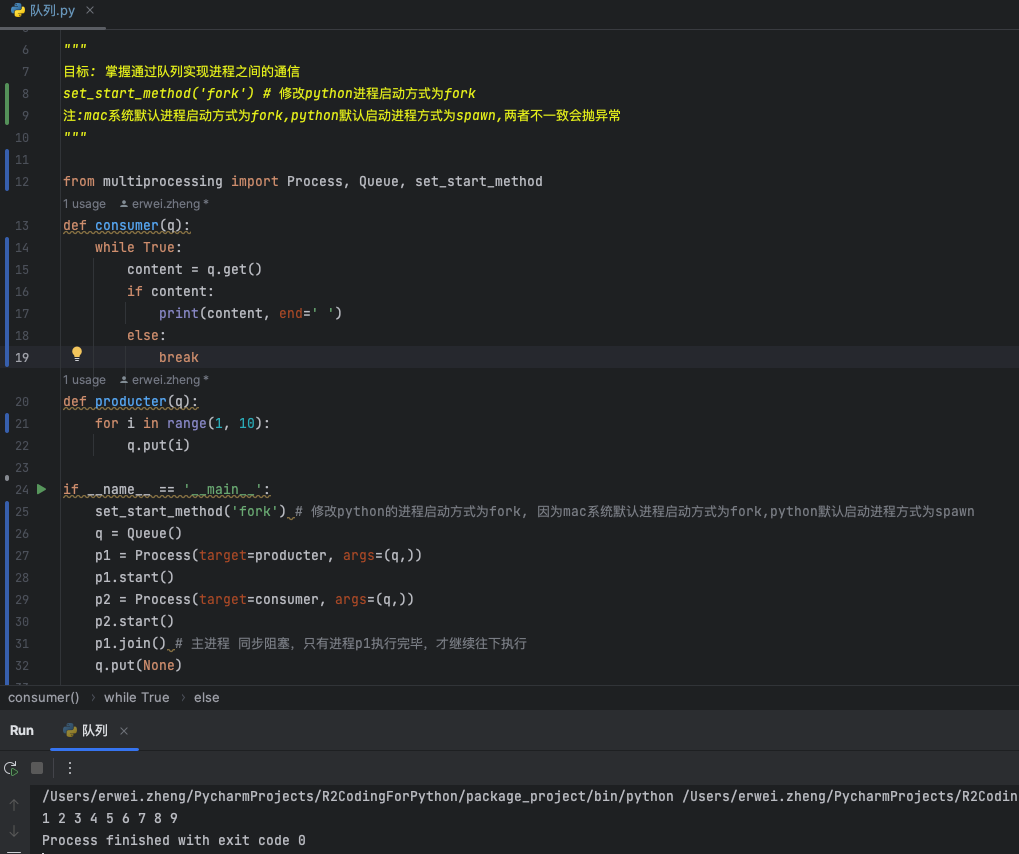 队列.py
6 """
7 目标: 掌握通过队列实现进程之间的通信
8 set_start_method('fork') # 修改python进程启动方式为fork
9 注:mac系统默认进程启动方式为fork,python默认启动进程方式为spawn,两者不一致会抛异常
10 """
11
12 from multiprocessing import Process, Queue, set_start_method
1 usage erwei.zheng *
13 def consumer(q):
14 while True:
15 content = q.get()
16 if content:
17 print(content, end=' ')
18 else:
19 break
1 usage erwei.zheng *
20 def producter(q):
21 for i in range(1, 10):
22 q.put(i)
23
24 if __name__ == '__main__':
25 set_start_method('fork') # 修改python的进程启动方式为fork, 因为mac系统默认进程启动方式为fork,python默认启动进程方式为spawn
26 q = Queue()
27 p1 = Process(target=producter, args=(q,))
28 p1.start()
29 p2 = Process(target=consumer, args=(q,))
30 p2.start()
31 p1.join() # 主进程 同步阻塞，只有进程p1执行完毕，才继续往下执行
32 q.put(None)
consumer() › while True › else
Run 队列
/Users/erwei.zheng/PycharmProjects/R2CodingForPython/package_project/bin/python /Users/erwei.zheng/PycharmProjects/R2Codin
1 2 3 4 5 6 7 8 9
Process finished with exit code 0